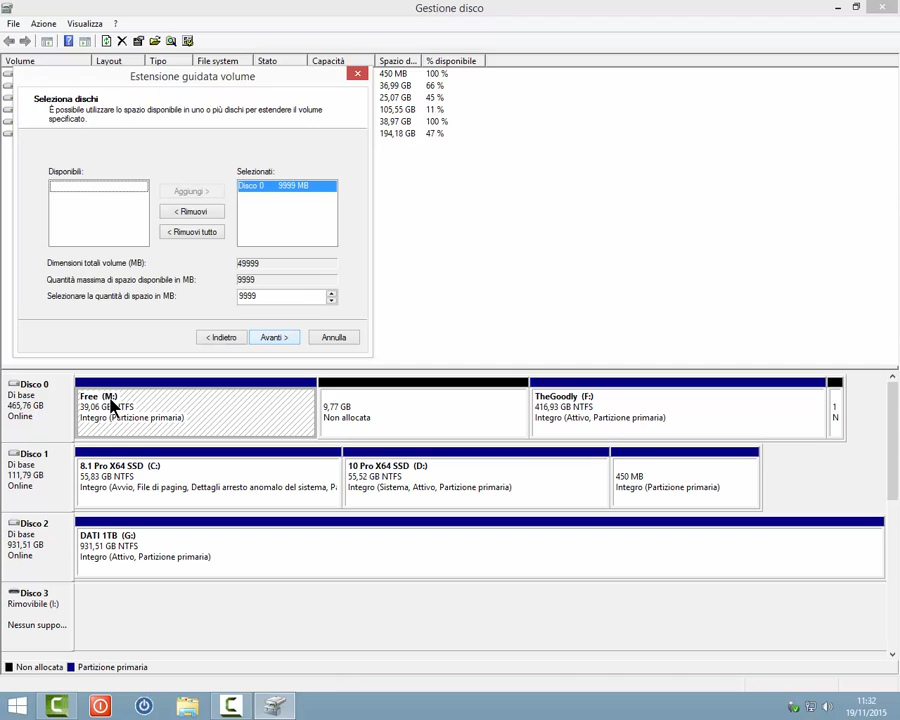 Gestione disco
File Azione Visualizza ?
Volume Layout Tipo File system Stato Capacità Spazio d... % disponibile
450 MB 100 %
36,99 GB 66 %
25,07 GB 45 %
105,55 GB 11 %
38,97 GB 100 %
194,18 GB 47 %
Estensione guidata volume
Seleziona dischi
È possibile utilizzare lo spazio disponibile in uno o più dischi per estendere il volume
specificato.
Disponibili: Selezionati:
Disco 0 9999 MB
Aggiungi >
< Rimuovi
< Rimuovi tutto
Dimensioni totali volume (MB): 49999
Quantità massima di spazio disponibile in MB: 9999
Selezionare la quantità di spazio in MB: 9999
< Indietro Avanti > Annulla
Disco 0
Di base
465,76 GB
Online
Free (M:)
39,06 GB NTFS
Integro (Partizione primaria)
9,77 GB
Non allocata
TheGoodly (F:)
416,93 GB NTFS
Integro (Attivo, Partizione primaria)
1
N
Disco 1
Di base
111,79 GB
Online
8.1 Pro X64 SSD (C:)
55,83 GB NTFS
Integro (Avvio, File di paging, Dettagli arresto anomalo del sistema, P
10 Pro X64 SSD (D:)
55,52 GB NTFS
Integro (Sistema, Attivo, Partizione primaria)
450 MB
Integro (Partizione primaria)
Disco 2
Di base
931,51 GB
Online
DATI 1TB (G:)
931,51 GB NTFS
Integro (Attivo, Partizione primaria)
Disco 3
Rimovibile (I:)
Nessun suppo...
Non allocata Partizione primaria
11:32
19/11/2015